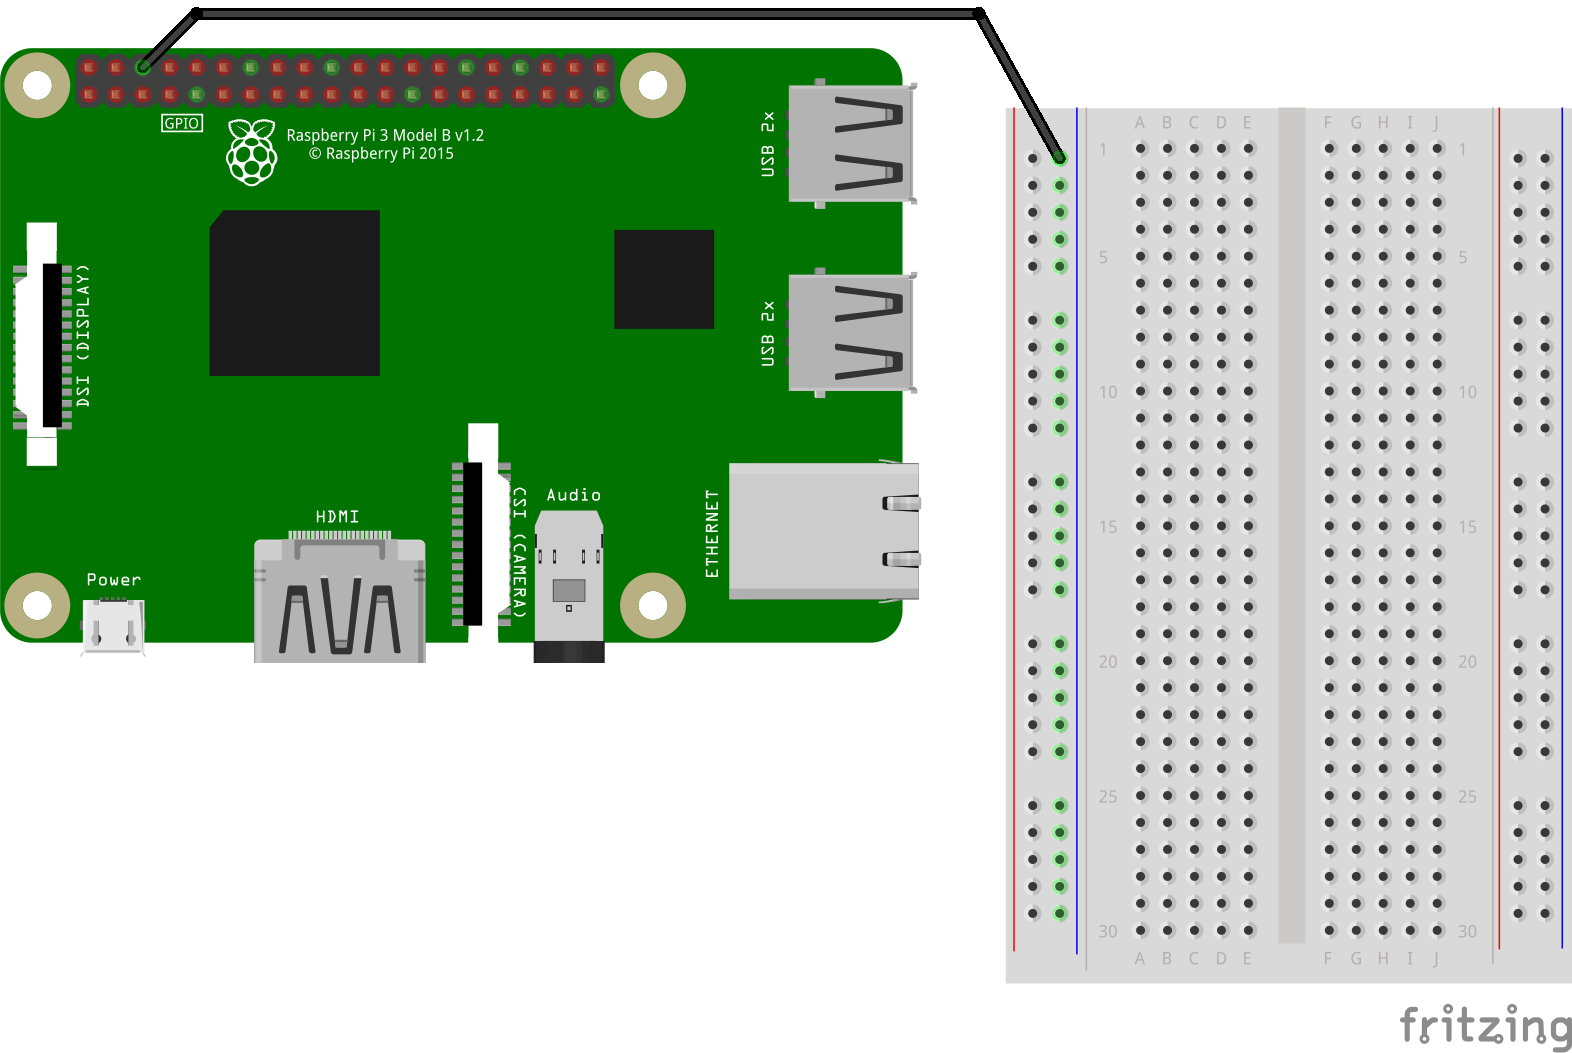 GPIO
Raspberry Pi 3 Model B v1.2
© Raspberry Pi 2015
USB 2x
USB 2x
DSI (DISPLAY)
HDMI
CSI (CAMERA)
Audio
ETHERNET
Power
A B C D E F G H I J
1 1
5 5
10 10
15 15
20 20
25 25
30 30
A B C D E F G H I J
fritzing